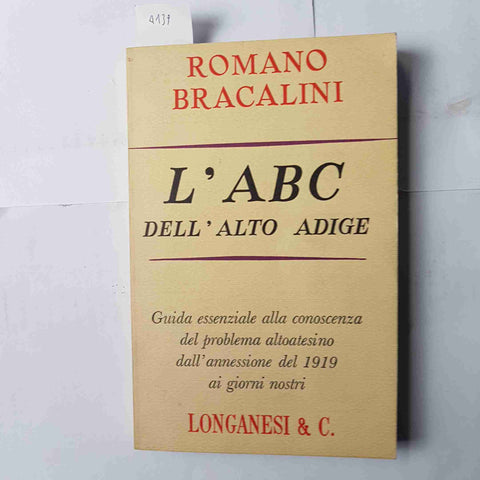 A139
ROMANO
BRACALINI
L'ABC
DELL'ALTO ADIGE
Guida essenziale alla conoscenza
del problema altoatesino
dall'annessione del 1919
ai giorni nostri
LONGANESI & C.